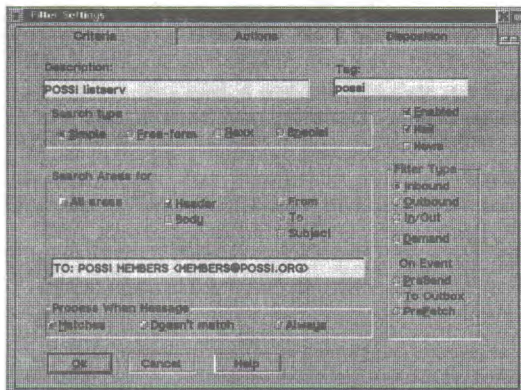 Filter Settings
Criteria Actions Disposition
Description: Tag:
POSSI listserv possi
Search type Enabled
Simple Free-form Rexx Special Mail
News
Search Areas for Filter Type
All areas Header From Inbound
Body To Outbound
Subject In/Out
Demand
TO: POSSI MEMBERS <MEMBERS@POSSI.ORG>
On Event
PreSend
To Outbox
Process When Message PreFetch
Matches Doesn't match Always
OK Cancel Help